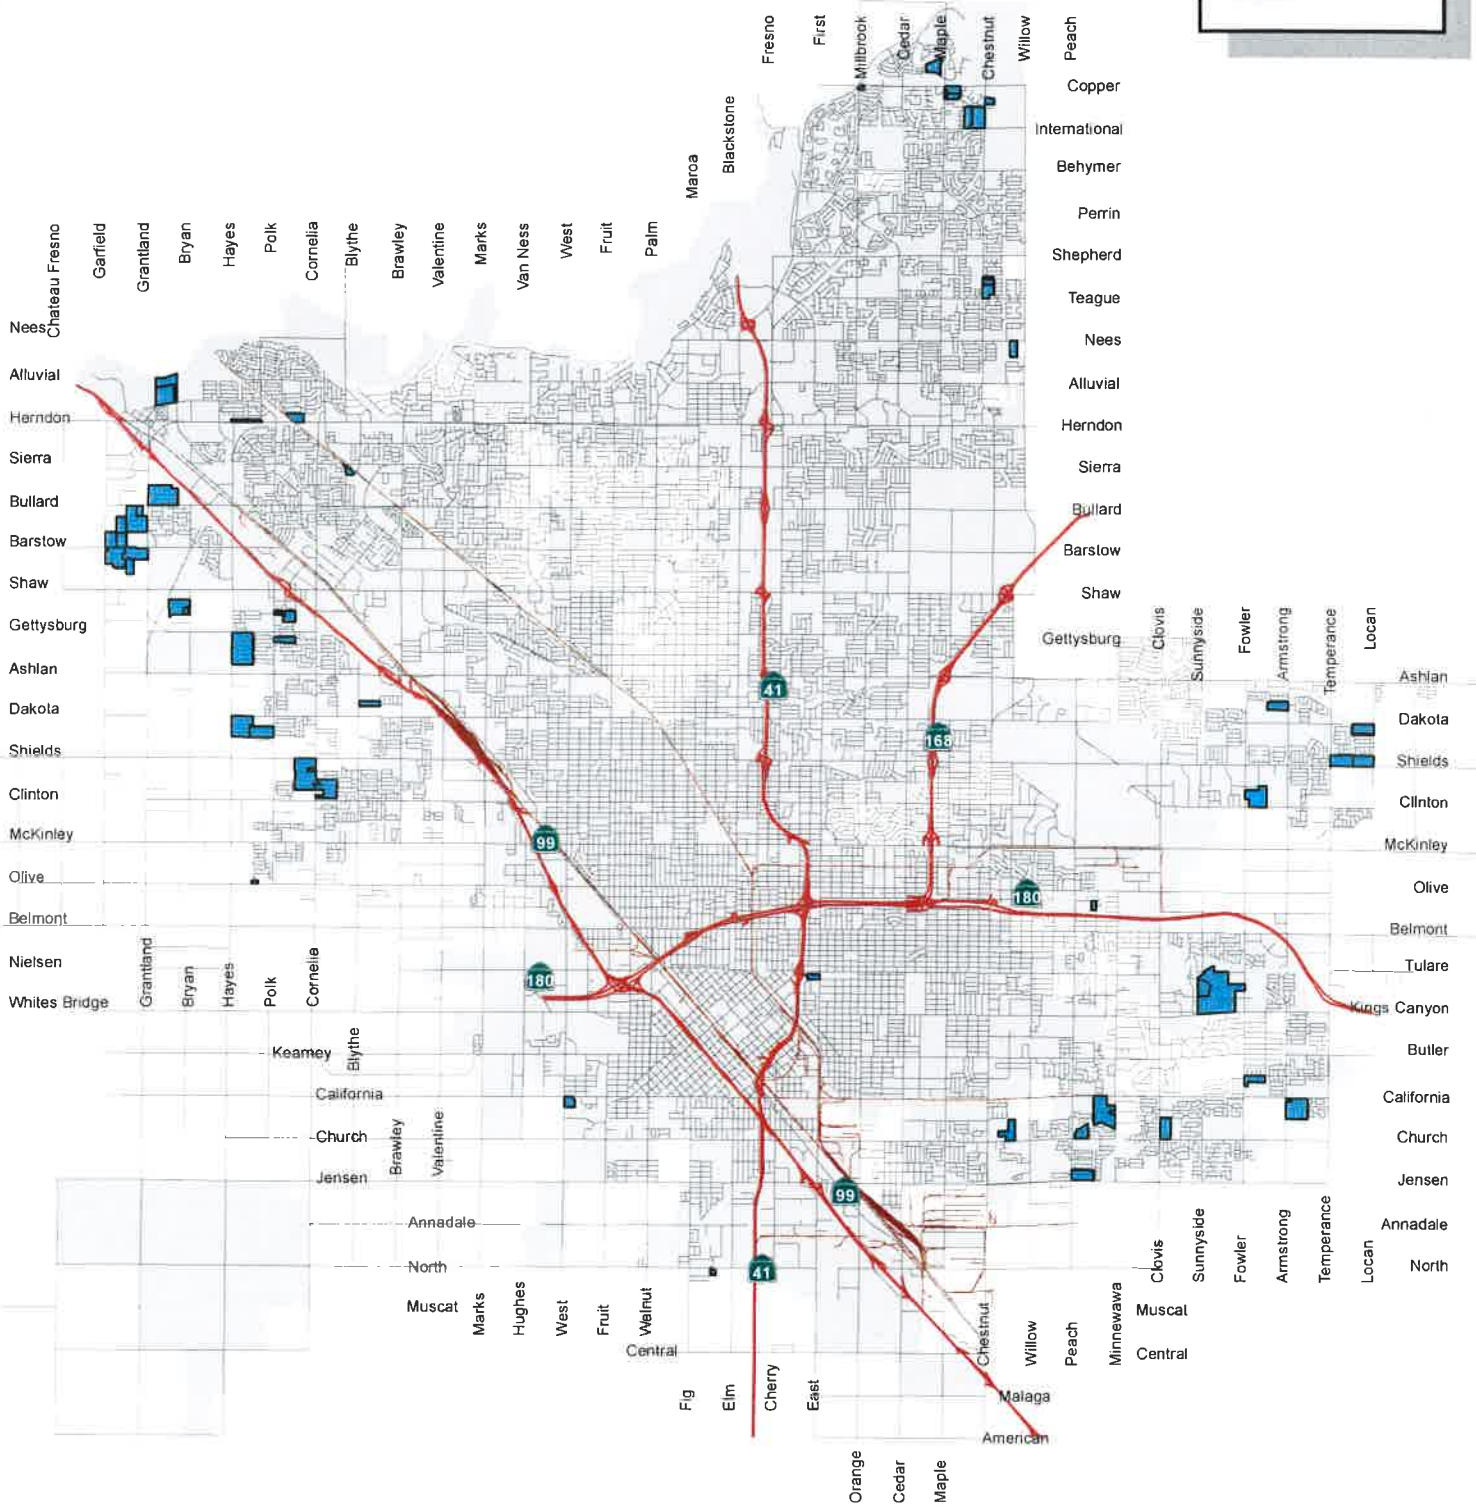 Fresno
First
Millbrook
Cedar
Maple
Chestnut
Willow
Peach
Copper
International
Behymer
Perrin
Shepherd
Teague
Nees
Alluvial
Herndon
Sierra
Bullard
Barstow
Shaw
Gettysburg
Blackstone
Maroa
Palm
Fruit
West
Van Ness
Marks
Valentine
Brawley
Blythe
Cornelia
Polk
Hayes
Bryan
Grantland
Garfield
Chateau Fresno
Nees
Alluvial
Herndon
Sierra
Bullard
Barstow
Shaw
Gettysburg
Ashlan
Dakota
Shields
Clinton
McKinley
Olive
Belmont
Nielsen
Whites Bridge
Grantland
Bryan
Hayes
Polk
Cornelia
Kearney
Blythe
California
Church
Brawley
Valentine
Jensen
Annadale
North
Muscat
Marks
Hughes
West
Fruit
Walnut
Central
Fig
Elm
Cherry
East
Orange
Cedar
Maple
American
Malaga
Chestnut
Willow
Peach
Minnewawa
Muscat
Central
Clovis
Sunnyside
Fowler
Armstrong
Temperance
Locan
Clovis
Sunnyside
Fowler
Armstrong
Temperance
Locan
Ashlan
Dakota
Shields
Clinton
McKinley
Olive
Belmont
Tulare
Kings Canyon
Butler
California
Church
Jensen
Annadale
North
41
168
99
180
180
99
41